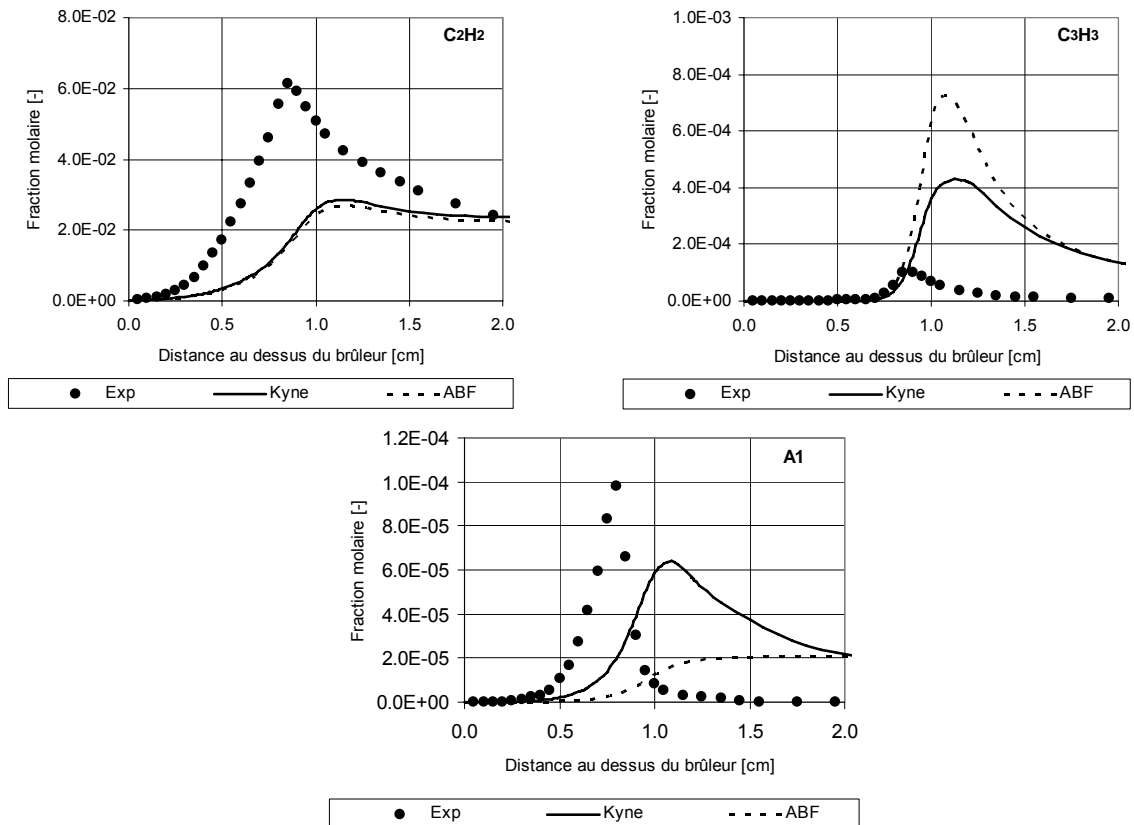 C2H2
Fraction molaire [-]
8.0E-02
6.0E-02
4.0E-02
2.0E-02
0.0E+00
0.0 0.5 1.0 1.5 2.0
Distance au dessus du brûleur [cm]
Exp Kyne ABF
C3H3
Fraction molaire [-]
1.0E-03
8.0E-04
6.0E-04
4.0E-04
2.0E-04
0.0E+00
0.0 0.5 1.0 1.5 2.0
Distance au dessus du brûleur [cm]
Exp Kyne ABF
A1
Fraction molaire [-]
1.2E-04
1.0E-04
8.0E-05
6.0E-05
4.0E-05
2.0E-05
0.0E+00
0.0 0.5 1.0 1.5 2.0
Distance au dessus du brûleur [cm]
Exp Kyne ABF